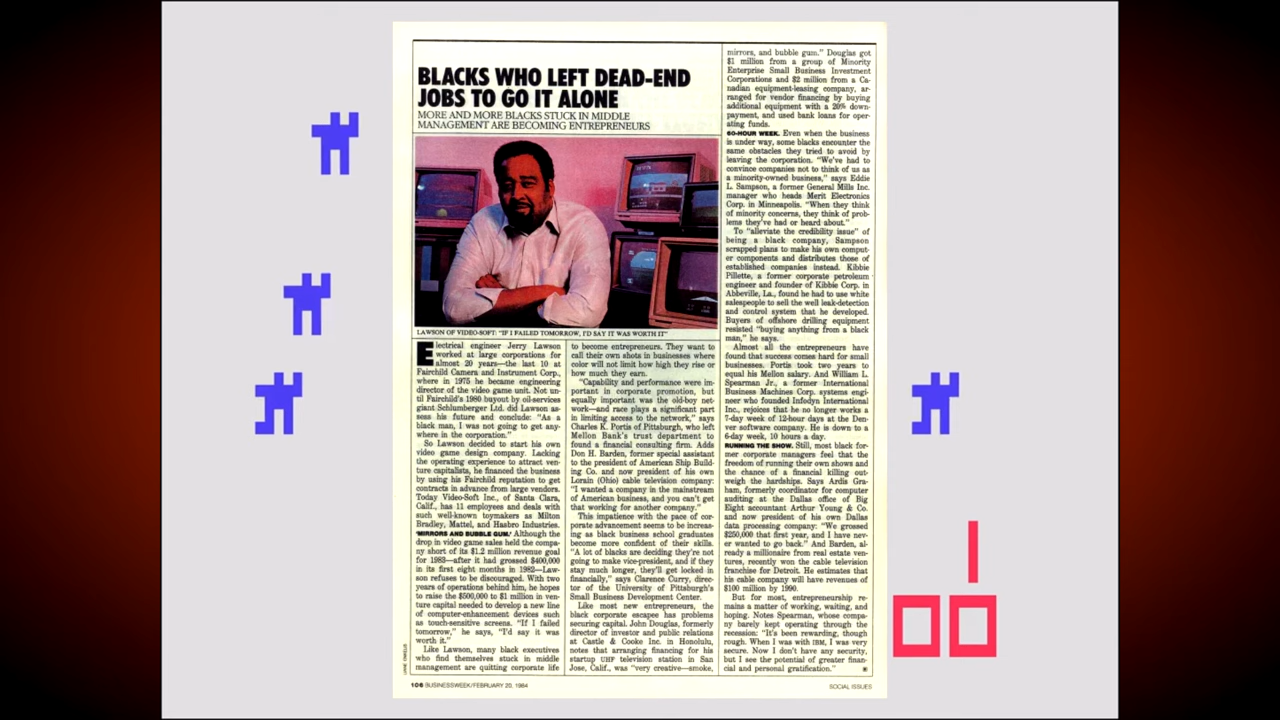 BLACKS WHO LEFT DEAD-END
JOBS TO GO IT ALONE
MORE AND MORE BLACKS STUCK IN MIDDLE
MANAGEMENT ARE BECOMING ENTREPRENEURS
LAWSON OF VIDEO-SOFT: "IF I FAILED TOMORROW, I'D SAY IT WAS WORTH IT"
Electrical engineer Jerry Lawson
worked at large corporations for
almost 20 years—the last 10 at
Fairchild Camera and Instrument Corp.,
where in 1975 he became engineering
director of the video game unit. Not un-
til Fairchild's 1980 buyout by oil-services
giant Schlumberger Ltd. did Lawson as-
sess his future and conclude: "As a
black man, I was not going to get any-
where in the corporation."
So Lawson decided to start his own
video game design company. Lacking
the operating experience to attract ven-
ture capitalists, he financed the business
by using his Fairchild reputation to get
contracts in advance from large vendors.
Today Video-Soft Inc., of Santa Clara,
Calif., has 11 employees and deals with
such well-known toymakers as Milton
Bradley, Mattel, and Hasbro Industries.
'MIRRORS AND BUBBLE GUM.' Although the
drop in video game sales held the compa-
ny short of its $1.2 million revenue goal
for 1983—after it had grossed $400,000
in its first eight months in 1982—Law-
son refuses to be discouraged. With two
years of operations behind him, he hopes
to raise the $500,000 to $1 million in ven-
ture capital needed to develop a new line
of computer-enhancement devices such
as touch-sensitive screens. "If I failed
tomorrow," he says, "I'd say it was
worth it."
Like Lawson, many black executives
who find themselves stuck in middle
management are quitting corporate life
to become entrepreneurs. They want to
call their own shots in businesses where
color will not limit how high they rise or
how much they earn.
"Capability and performance were im-
portant in corporate promotion, but
equally important was the old-boy net-
work—and race plays a significant part
in limiting access to the network," says
Charles K. Portis of Pittsburgh, who left
Mellon Bank's trust department to
found a financial consulting firm. Adds
Don H. Barden, former special assistant
to the president of American Ship Build-
ing Co. and now president of his own
Lorain (Ohio) cable television company:
"I wanted a company in the mainstream
of American business, and you can't get
that working for another company."
This impatience with the pace of cor-
porate advancement seems to be increas-
ing as black business school graduates
become more confident of their skills.
"A lot of blacks are deciding they're not
going to make vice-president, and if they
stay much longer, they'll get locked in
financially," says Clarence Curry, direc-
tor of the University of Pittsburgh's
Small Business Development Center.
Like most new entrepreneurs, the
black corporate escapee has problems
securing capital. John Douglas, formerly
director of investor and public relations
at Castle & Cooke Inc. in Honolulu,
notes that arranging financing for his
startup UHF television station in San
Jose, Calif., was "very creative—smoke,
mirrors, and bubble gum." Douglas got
$1 million from a group of Minority
Enterprise Small Business Investment
Corporations and $2 million from a Ca-
nadian equipment-leasing company, ar-
ranged for vendor financing by buying
additional equipment with a 20% down-
payment, and used bank loans for oper-
ating funds.
60-HOUR WEEK. Even when the business
is under way, some blacks encounter the
same obstacles they tried to avoid by
leaving the corporation. "We've had to
convince companies not to think of us as
a minority-owned business," says Eddie
L. Sampson, a former General Mills Inc.
manager who heads Merit Electronics
Corp. in Minneapolis. "When they think
of minority concerns, they think of prob-
lems they've had or heard about."
To "alleviate the credibility issue" of
being a black company, Sampson
scrapped plans to make his own comput-
er components and distributes those of
established companies instead. Kibbie
Pillette, a former corporate petroleum
engineer and founder of Kibbie Corp. in
Abbeville, La., found he had to use white
salespeople to sell the well leak-detection
and control system that he developed.
Buyers of offshore drilling equipment
resisted "buying anything from a black
man," he says.
Almost all the entrepreneurs have
found that success comes hard for small
businesses. Portis took two years to
equal his Mellon salary. And William L.
Spearman Jr., a former International
Business Machines Corp. systems engi-
neer who founded Infodyn International
Inc., rejoices that he no longer works a
7-day week of 12-hour days at the Den-
ver software company. He is down to a
6-day week, 10 hours a day.
RUNNING THE SHOW. Still, most black for-
mer corporate managers feel that the
freedom of running their own shows and
the chance of a financial killing out-
weigh the hardships. Says Ardis Gra-
ham, formerly coordinator for computer
auditing at the Dallas office of Big
Eight accountant Arthur Young & Co.
and now president of his own Dallas
data processing company: "We grossed
$250,000 that first year, and I have nev-
er wanted to go back." And Barden, al-
ready a millionaire from real estate ven-
tures, recently won the cable television
franchise for Detroit. He estimates that
his cable company will have revenues of
$100 million by 1990.
But for most, entrepreneurship re-
mains a matter of working, waiting, and
hoping. Notes Spearman, whose compa-
ny barely kept operating through the
recession: "It's been rewarding, though
rough. When I was with IBM, I was very
secure. Now I don't have any security,
but I see the potential of greater finan-
cial and personal gratification."
106 BUSINESSWEEK/FEBRUARY 20, 1984
SOCIAL ISSUES